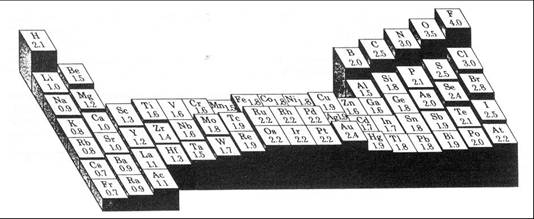 H
2.1
Li
1.0
Be
1.5
B
2.0
C
2.5
N
3.0
O
3.5
F
4.0
Na
0.9
Mg
1.2
Al
1.5
Si
1.8
P
2.1
S
2.5
Cl
3.0
K
0.8
Ca
1.0
Sc
1.3
Ti
1.6
V
1.6
Cr
1.6
Mn
Fe
1.8
Co
1.8
Ni
1.8
Cu
1.9
Zn
1.6
Ga
1.6
Ge
1.8
As
2.0
Se
2.4
Br
2.8
Rb
0.8
Sr
1.0
Y
1.2
Zr
1.4
Nb
1.6
Mo
1.8
Tc
1.9
Ru
2.2
Rh
2.2
Pd
2.2
Ag
Cd
1.7
In
1.7
Sn
1.8
Sb
1.9
Te
2.1
I
2.5
Cs
0.7
Ba
0.9
La
1.1
Hf
1.3
Ta
1.5
W
1.7
Re
1.9
Os
2.2
Ir
2.2
Pt
2.2
Au
2.4
Hg
1.9
Tl
1.8
Pb
1.8
Bi
1.9
Po
2.0
At
2.2
Fr
0.7
Ra
0.9
Ac
1.1